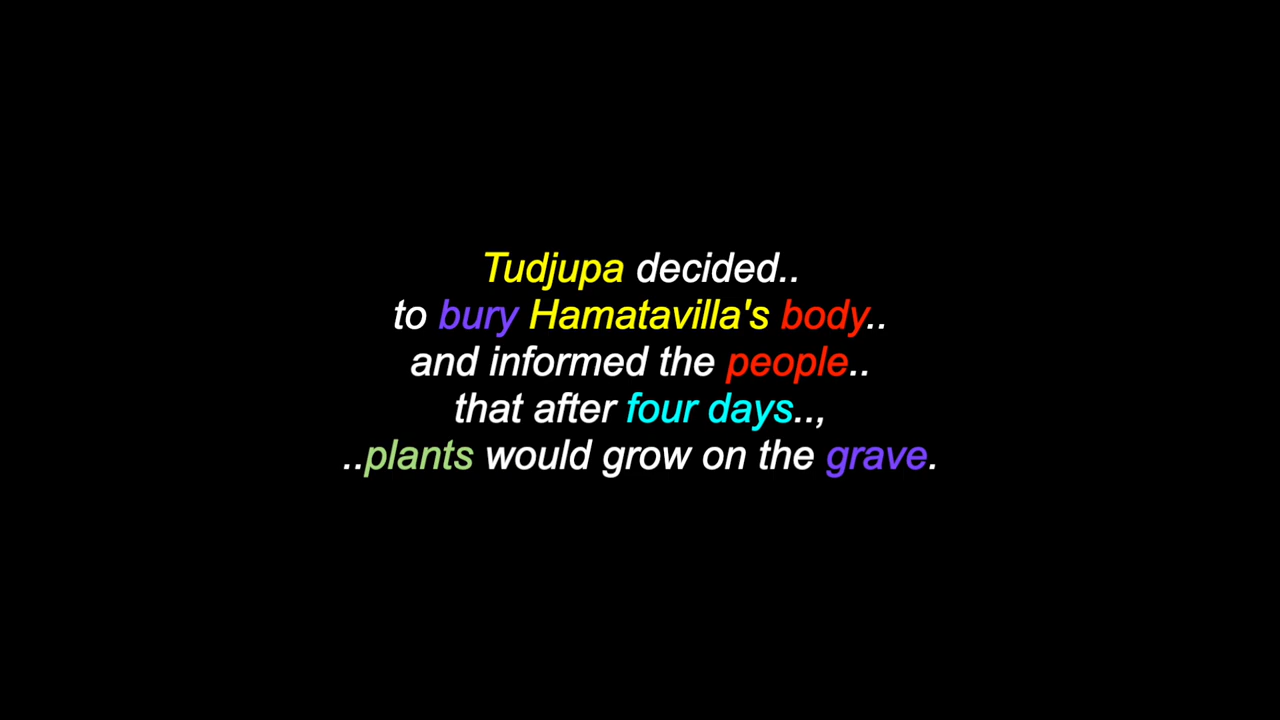 Tudjupa decided..
to bury Hamatavilla's body..
and informed the people..
that after four days..,
..plants would grow on the grave.